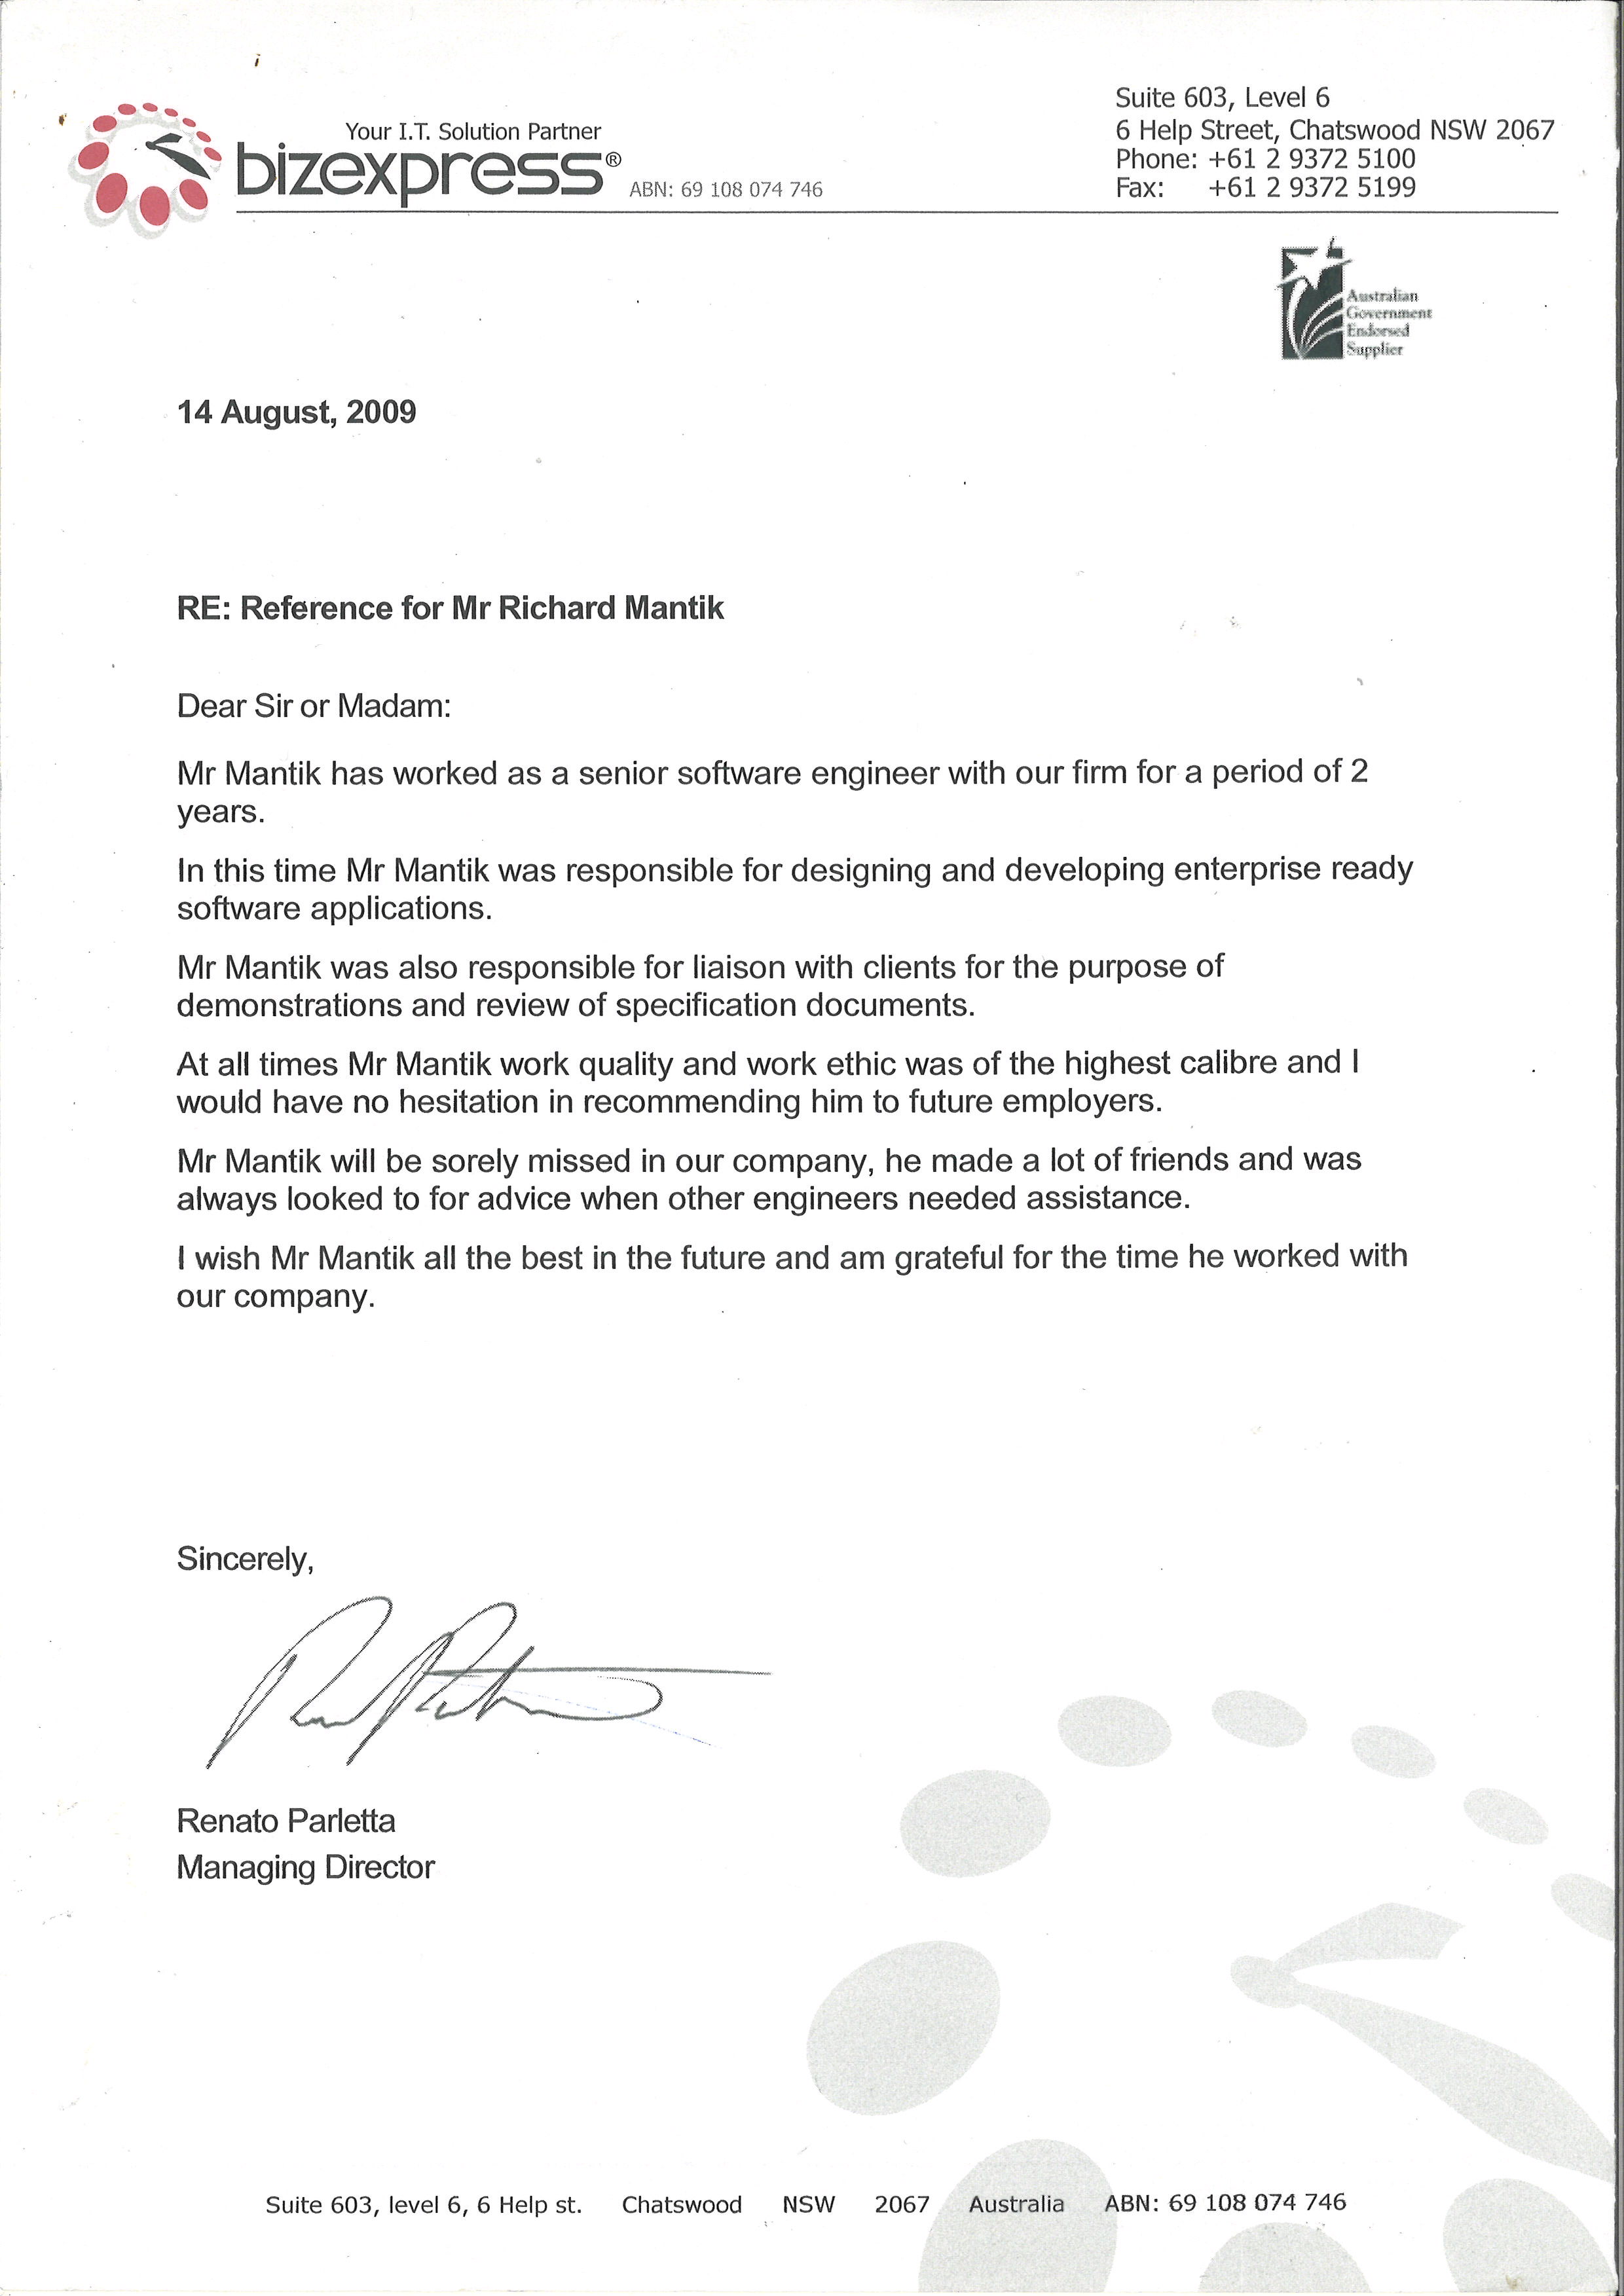 Your I.T. Solution Partner
bizexpress®
ABN: 69 108 074 746
Suite 603, Level 6
6 Help Street, Chatswood NSW 2067
Phone: +61 2 9372 5100
Fax: +61 2 9372 5199
Australian
Government
Endorsed
Supplier
14 August, 2009
RE: Reference for Mr Richard Mantik
Dear Sir or Madam:
Mr Mantik has worked as a senior software engineer with our firm for a period of 2
years.
In this time Mr Mantik was responsible for designing and developing enterprise ready
software applications.
Mr Mantik was also responsible for liaison with clients for the purpose of
demonstrations and review of specification documents.
At all times Mr Mantik work quality and work ethic was of the highest calibre and I
would have no hesitation in recommending him to future employers.
Mr Mantik will be sorely missed in our company, he made a lot of friends and was
always looked to for advice when other engineers needed assistance.
I wish Mr Mantik all the best in the future and am grateful for the time he worked with
our company.
Sincerely,
Renato Parletta
Managing Director
Suite 603, level 6, 6 Help st. Chatswood NSW 2067 Australia ABN: 69 108 074 746